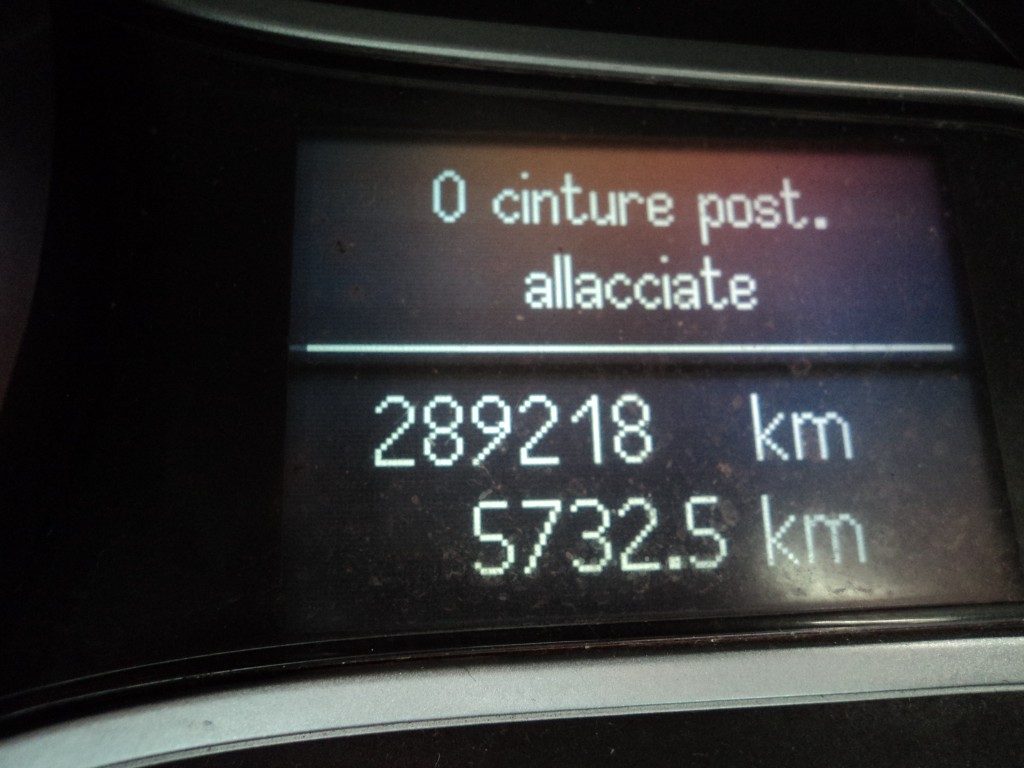 0 cinture post.
allacciate
289218 km
5732.5 km